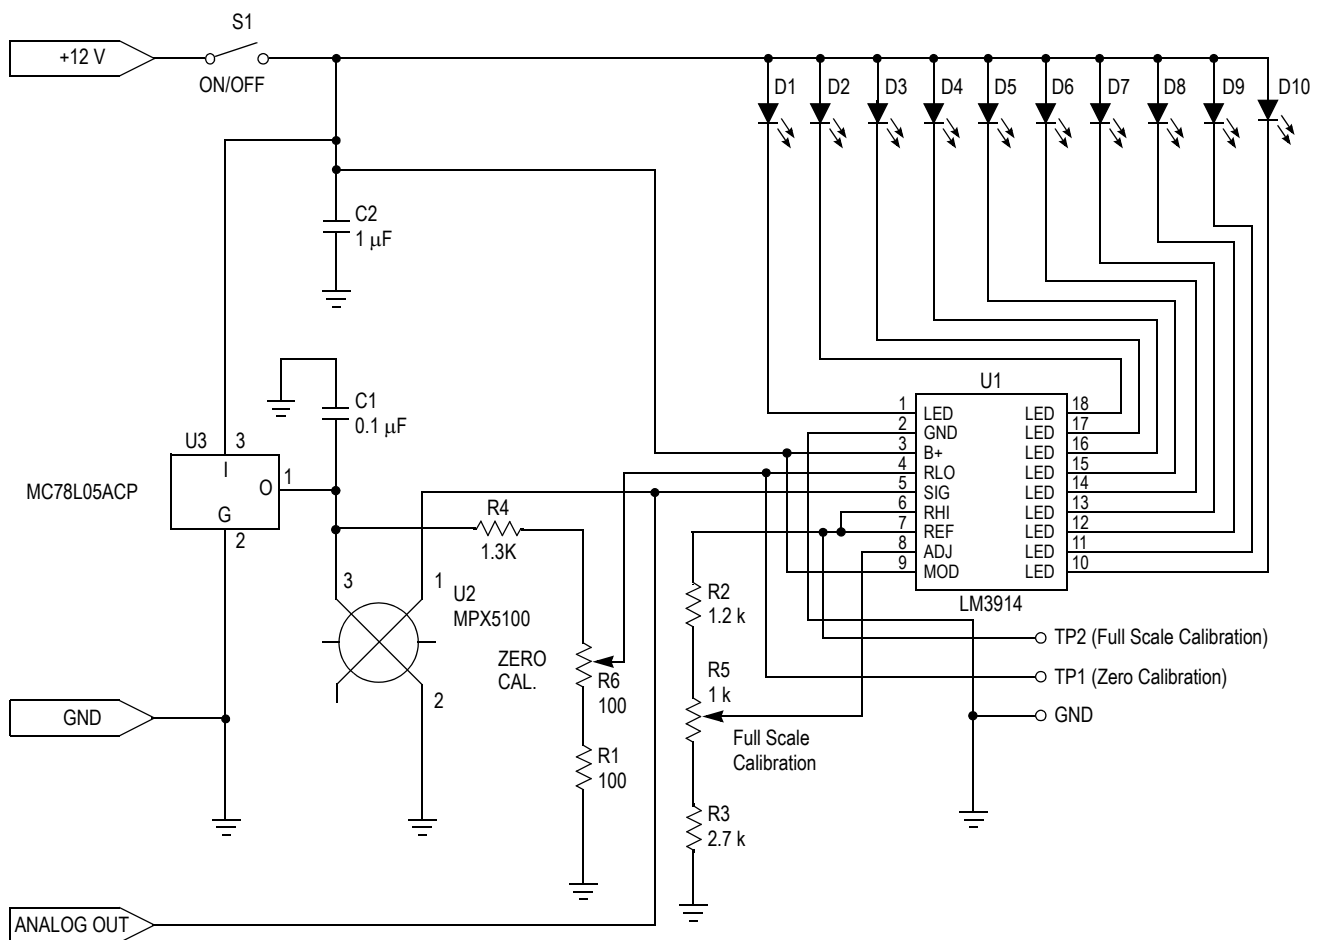 S1
+12 V
ON/OFF
D1
D2
D3
D4
D5
D6
D7
D8
D9
D10
C2
1 μF
C1
0.1 μF
U3
3
I
O
1
G
2
MC78L05ACP
R4
1.3K
3
1
U2
MPX5100
2
ZERO
CAL.
R6
100
R1
100
R2
1.2 k
R5
1 k
Full Scale
Calibration
R3
2.7 k
U1
1 LED LED 18
2 GND LED 17
3 B+ LED 16
4 RLO LED 15
5 SIG LED 14
6 RHI LED 13
7 REF LED 12
8 ADJ LED 11
9 MOD LED 10
LM3914
TP2 (Full Scale Calibration)
TP1 (Zero Calibration)
GND
GND
ANALOG OUT